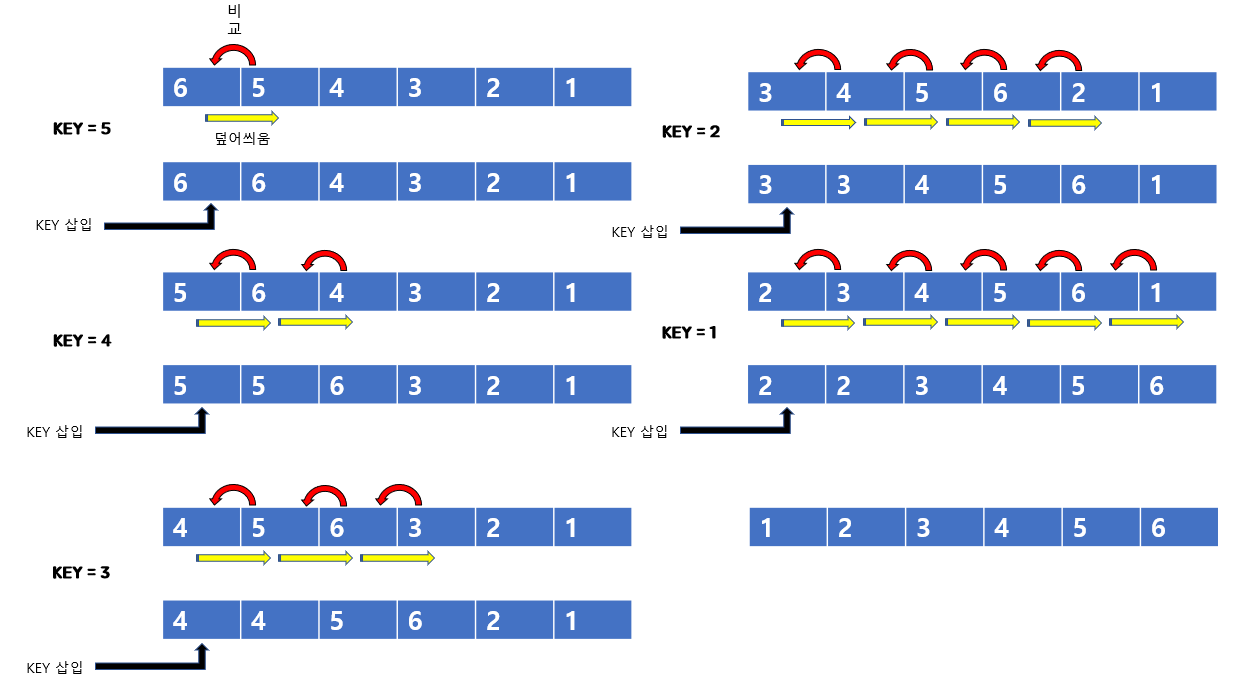 비
교
6 5 4 3 2 1
KEY = 5
덮어씌움
6 6 4 3 2 1
KEY 삽입
5 6 4 3 2 1
KEY = 4
5 5 6 3 2 1
KEY 삽입
4 5 6 3 2 1
KEY = 3
4 4 5 6 2 1
KEY 삽입
3 4 5 6 2 1
KEY = 2
3 3 4 5 6 1
KEY 삽입
2 3 4 5 6 1
KEY = 1
2 2 3 4 5 6
KEY 삽입
1 2 3 4 5 6